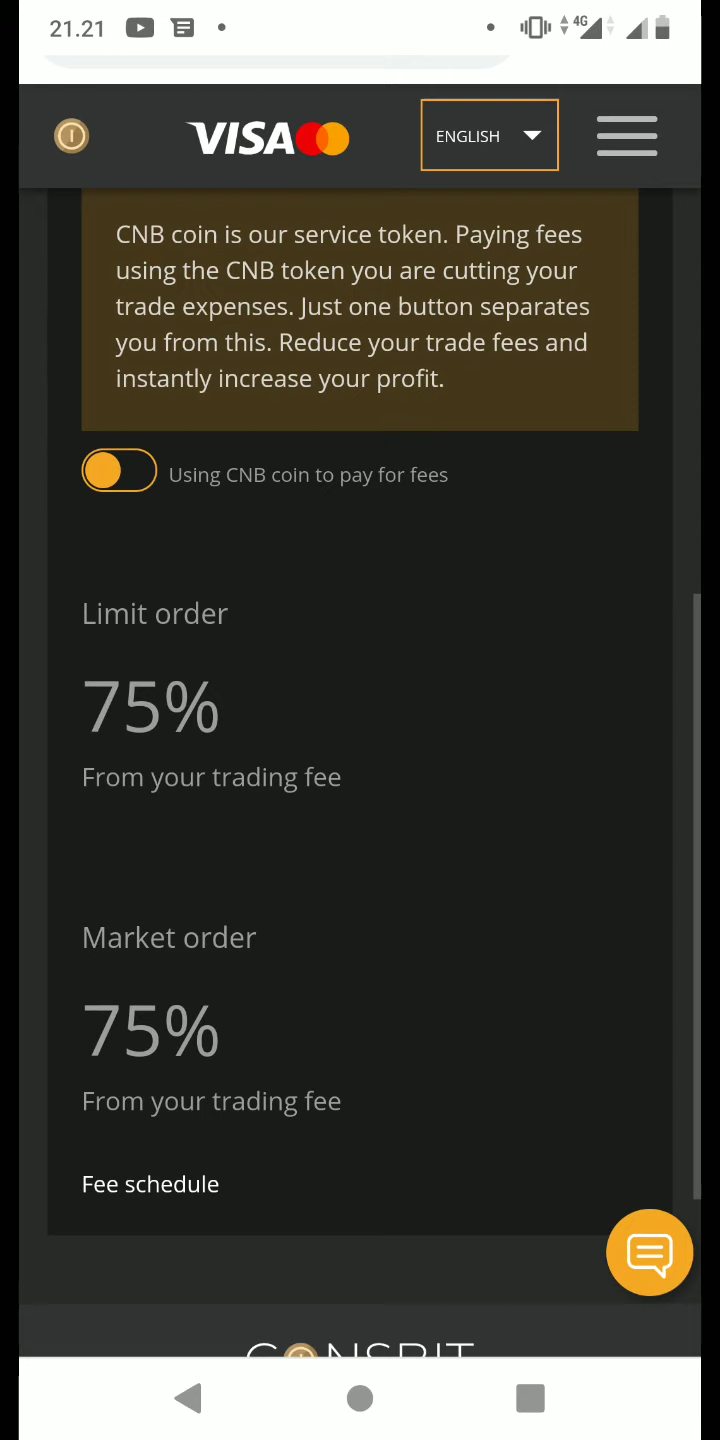 21.21
4G
VISA
ENGLISH
CNB coin is our service token. Paying fees
using the CNB token you are cutting your
trade expenses. Just one button separates
you from this. Reduce your trade fees and
instantly increase your profit.
Using CNB coin to pay for fees
Limit order
75%
From your trading fee
Market order
75%
From your trading fee
Fee schedule